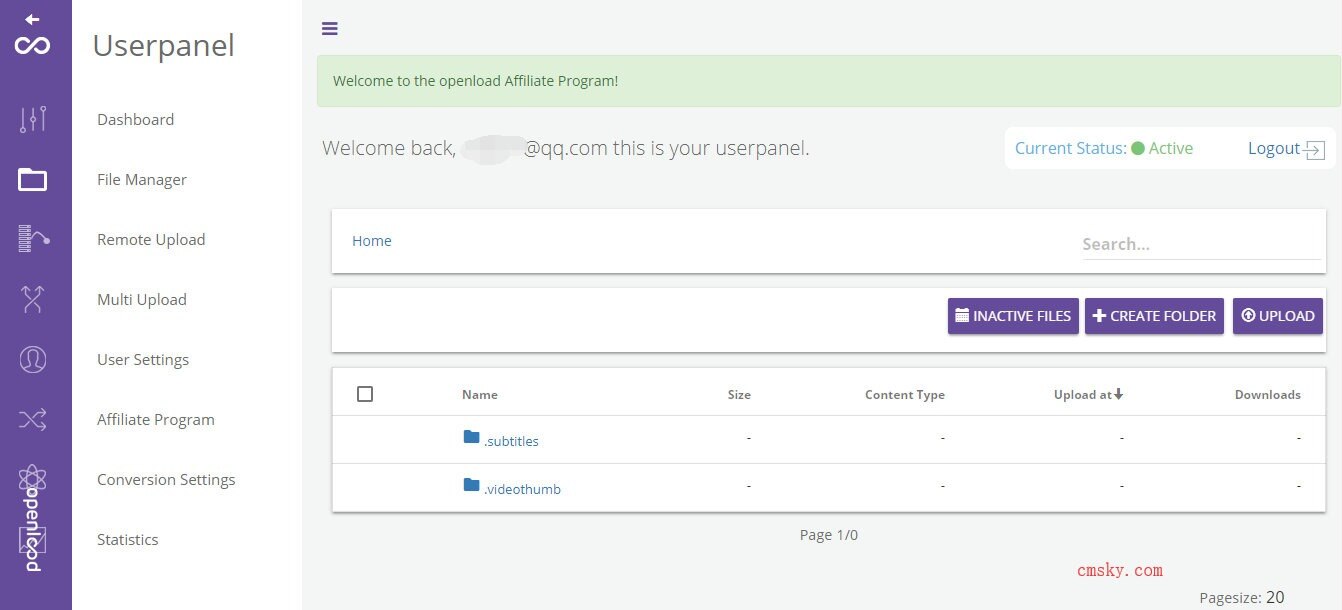 Userpanel
Dashboard
File Manager
Remote Upload
Multi Upload
User Settings
Affiliate Program
Conversion Settings
Statistics
openload
Welcome to the openload Affiliate Program!
Welcome back, @qq.com this is your userpanel.
Current Status: Active Logout
Home
Search...
INACTIVE FILES CREATE FOLDER UPLOAD
Name Size Content Type Upload at Downloads
.subtitles - - - -
.videothumb - - - -
Page 1/0
cmsky.com
Pagesize: 20